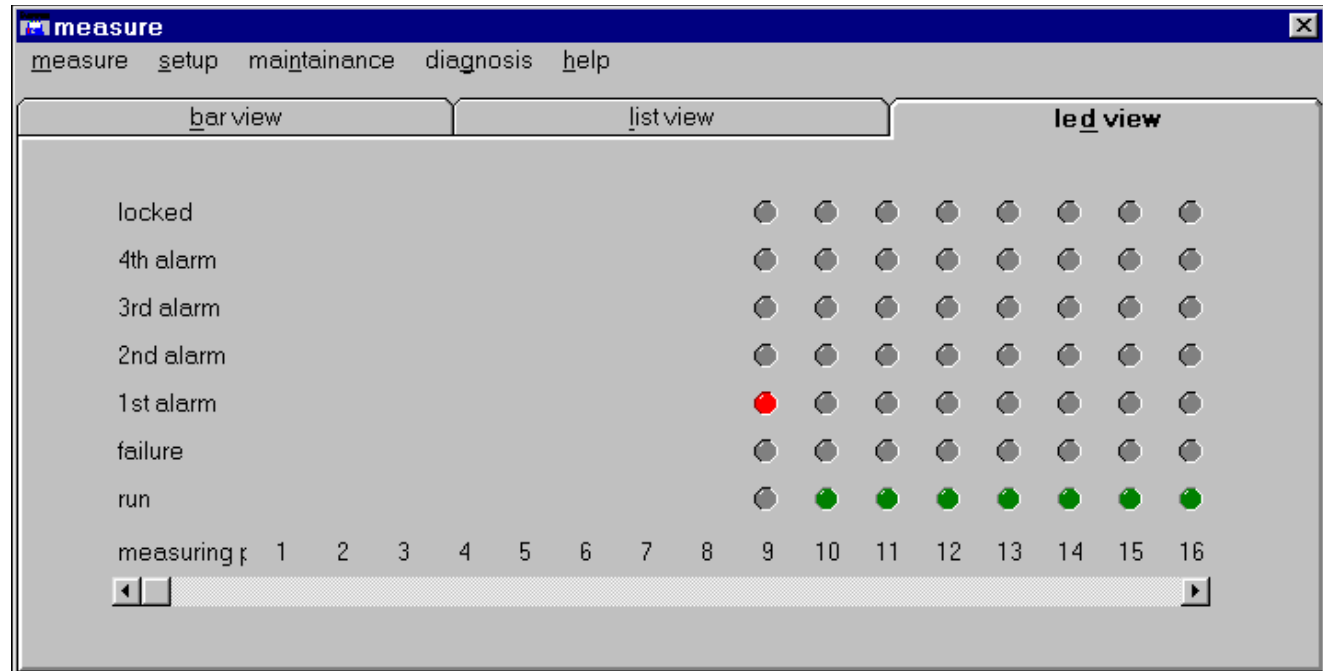 measure
measure setup maintainance diagnosis help
bar view list view led view
locked
4th alarm
3rd alarm
2nd alarm
1st alarm
failure
run
measuring p 1 2 3 4 5 6 7 8 9 10 11 12 13 14 15 16